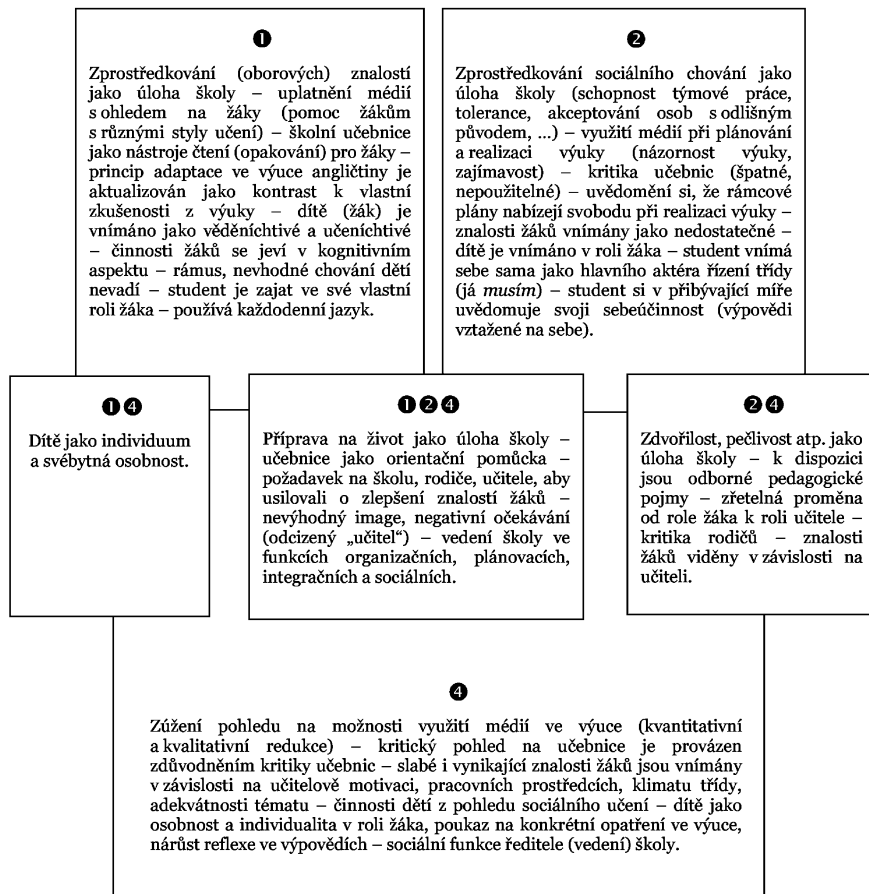 ❶
Zprostředkování (oborových) znalostí
jako úloha školy – uplatnění médií
s ohledem na žáky (pomoc žákům
s různými styly učení) – školní učebnice
jako nástroje čtení (opakování) pro žáky –
princip adaptace ve výuce angličtiny je
aktualizován jako kontrast k vlastní
zkušenosti z výuky – dítě (žák) je
vnímáno jako věděníchtivé a učeníchtivé
– činnosti žáků se jeví v kognitivním
aspektu – rámus, nevhodné chování dětí
nevadí – student je zajat ve své vlastní
roli žáka – používá každodenní jazyk.
❷
Zprostředkování sociálního chování jako
úloha školy (schopnost týmové práce,
tolerance, akceptování osob s odlišným
původem, ...) – využití médií při plánování
a realizaci výuky (názornost výuky,
zajímavost) – kritika učebnic (špatné,
nepoužitelné) – uvědomění si, že rámcové
plány nabízejí svobodu při realizaci výuky –
znalosti žáků vnímány jako nedostatečné –
dítě je vnímáno v roli žáka – student vnímá
sebe sama jako hlavního aktéra řízení třídy
(já musím) – student si v přibývající míře
uvědomuje svoji sebeúčinnost (výpovědi
vztažené na sebe).
❶❹
Dítě jako individuum
a svébytná osobnost.
❶❷❹
Příprava na život jako úloha školy –
učebnice jako orientační pomůcka –
požadavek na školu, rodiče, učitele, aby
usilovali o zlepšení znalostí žáků –
nevýhodný image, negativní očekávání
(odcizený „učitel“) – vedení školy ve
funkcích organizačních, plánovacích,
integračních a sociálních.
❷❹
Zdvořilost, pečlivost atp. jako
úloha školy – k dispozici
jsou odborné pedagogické
pojmy – zřetelná proměna
od role žáka k roli učitele –
kritika rodičů – znalosti
žáků viděny v závislosti na
učiteli.
❹
Zúžení pohledu na možnosti využití médií ve výuce (kvantitativní
a kvalitativní redukce) – kritický pohled na učebnice je provázen
zdůvodněním kritiky učebnic – slabé i vynikající znalosti žáků jsou vnímány
v závislosti na učitelově motivaci, pracovních prostředcích, klimatu třídy,
adekvátnosti tématu – činnosti dětí z pohledu sociálního učení – dítě jako
osobnost a individualita v roli žáka, poukaz na konkrétní opatření ve výuce,
nárůst reflexe ve výpovědích – sociální funkce ředitele (vedení) školy.